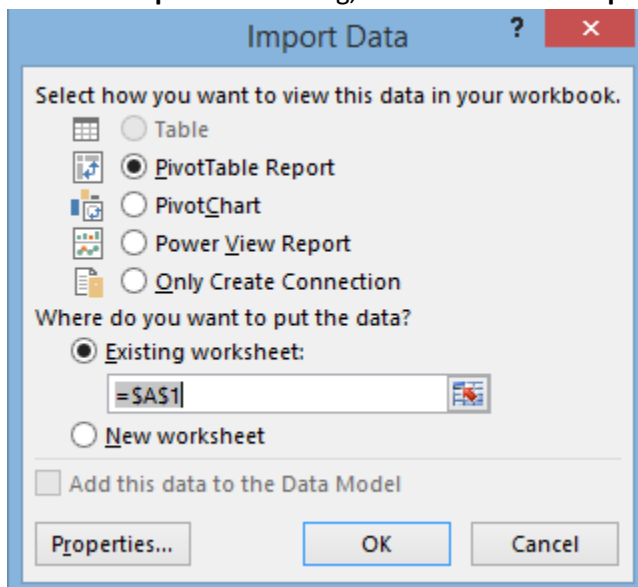 Import Data ? ×
Select how you want to view this data in your workbook.
Table
PivotTable Report
PivotChart
Power View Report
Only Create Connection
Where do you want to put the data?
Existing worksheet:
=$A$1
New worksheet
Add this data to the Data Model
Properties... OK Cancel